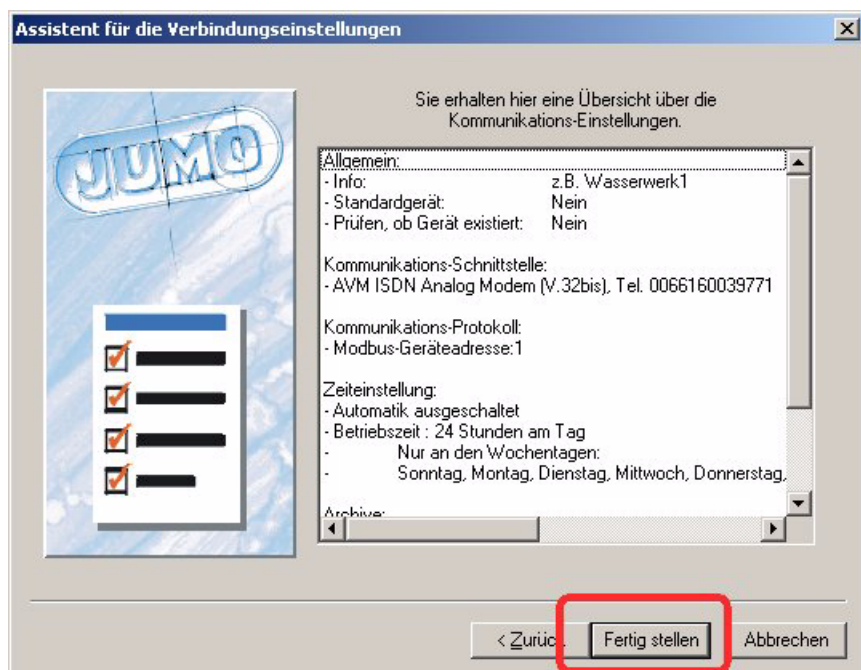 Assistent für die Verbindungseinstellungen
JUMO
Sie erhalten hier eine Übersicht über die
Kommunikations-Einstellungen.
Allgemein:
- Info: z.B. Wasserwerk1
- Standardgerät: Nein
- Prüfen, ob Gerät existiert: Nein
Kommunikations-Schnittstelle:
- AVM ISDN Analog Modem (V.32bis), Tel. 0066160039771
Kommunikations-Protokoll:
- Modbus-Geräteadresse:1
Zeiteinstellung:
- Automatik ausgeschaltet
- Betriebszeit : 24 Stunden am Tag
- Nur an den Wochentagen:
- Sonntag, Montag, Dienstag, Mittwoch, Donnerstag,
Archive:
< Zurück Fertig stellen Abbrechen